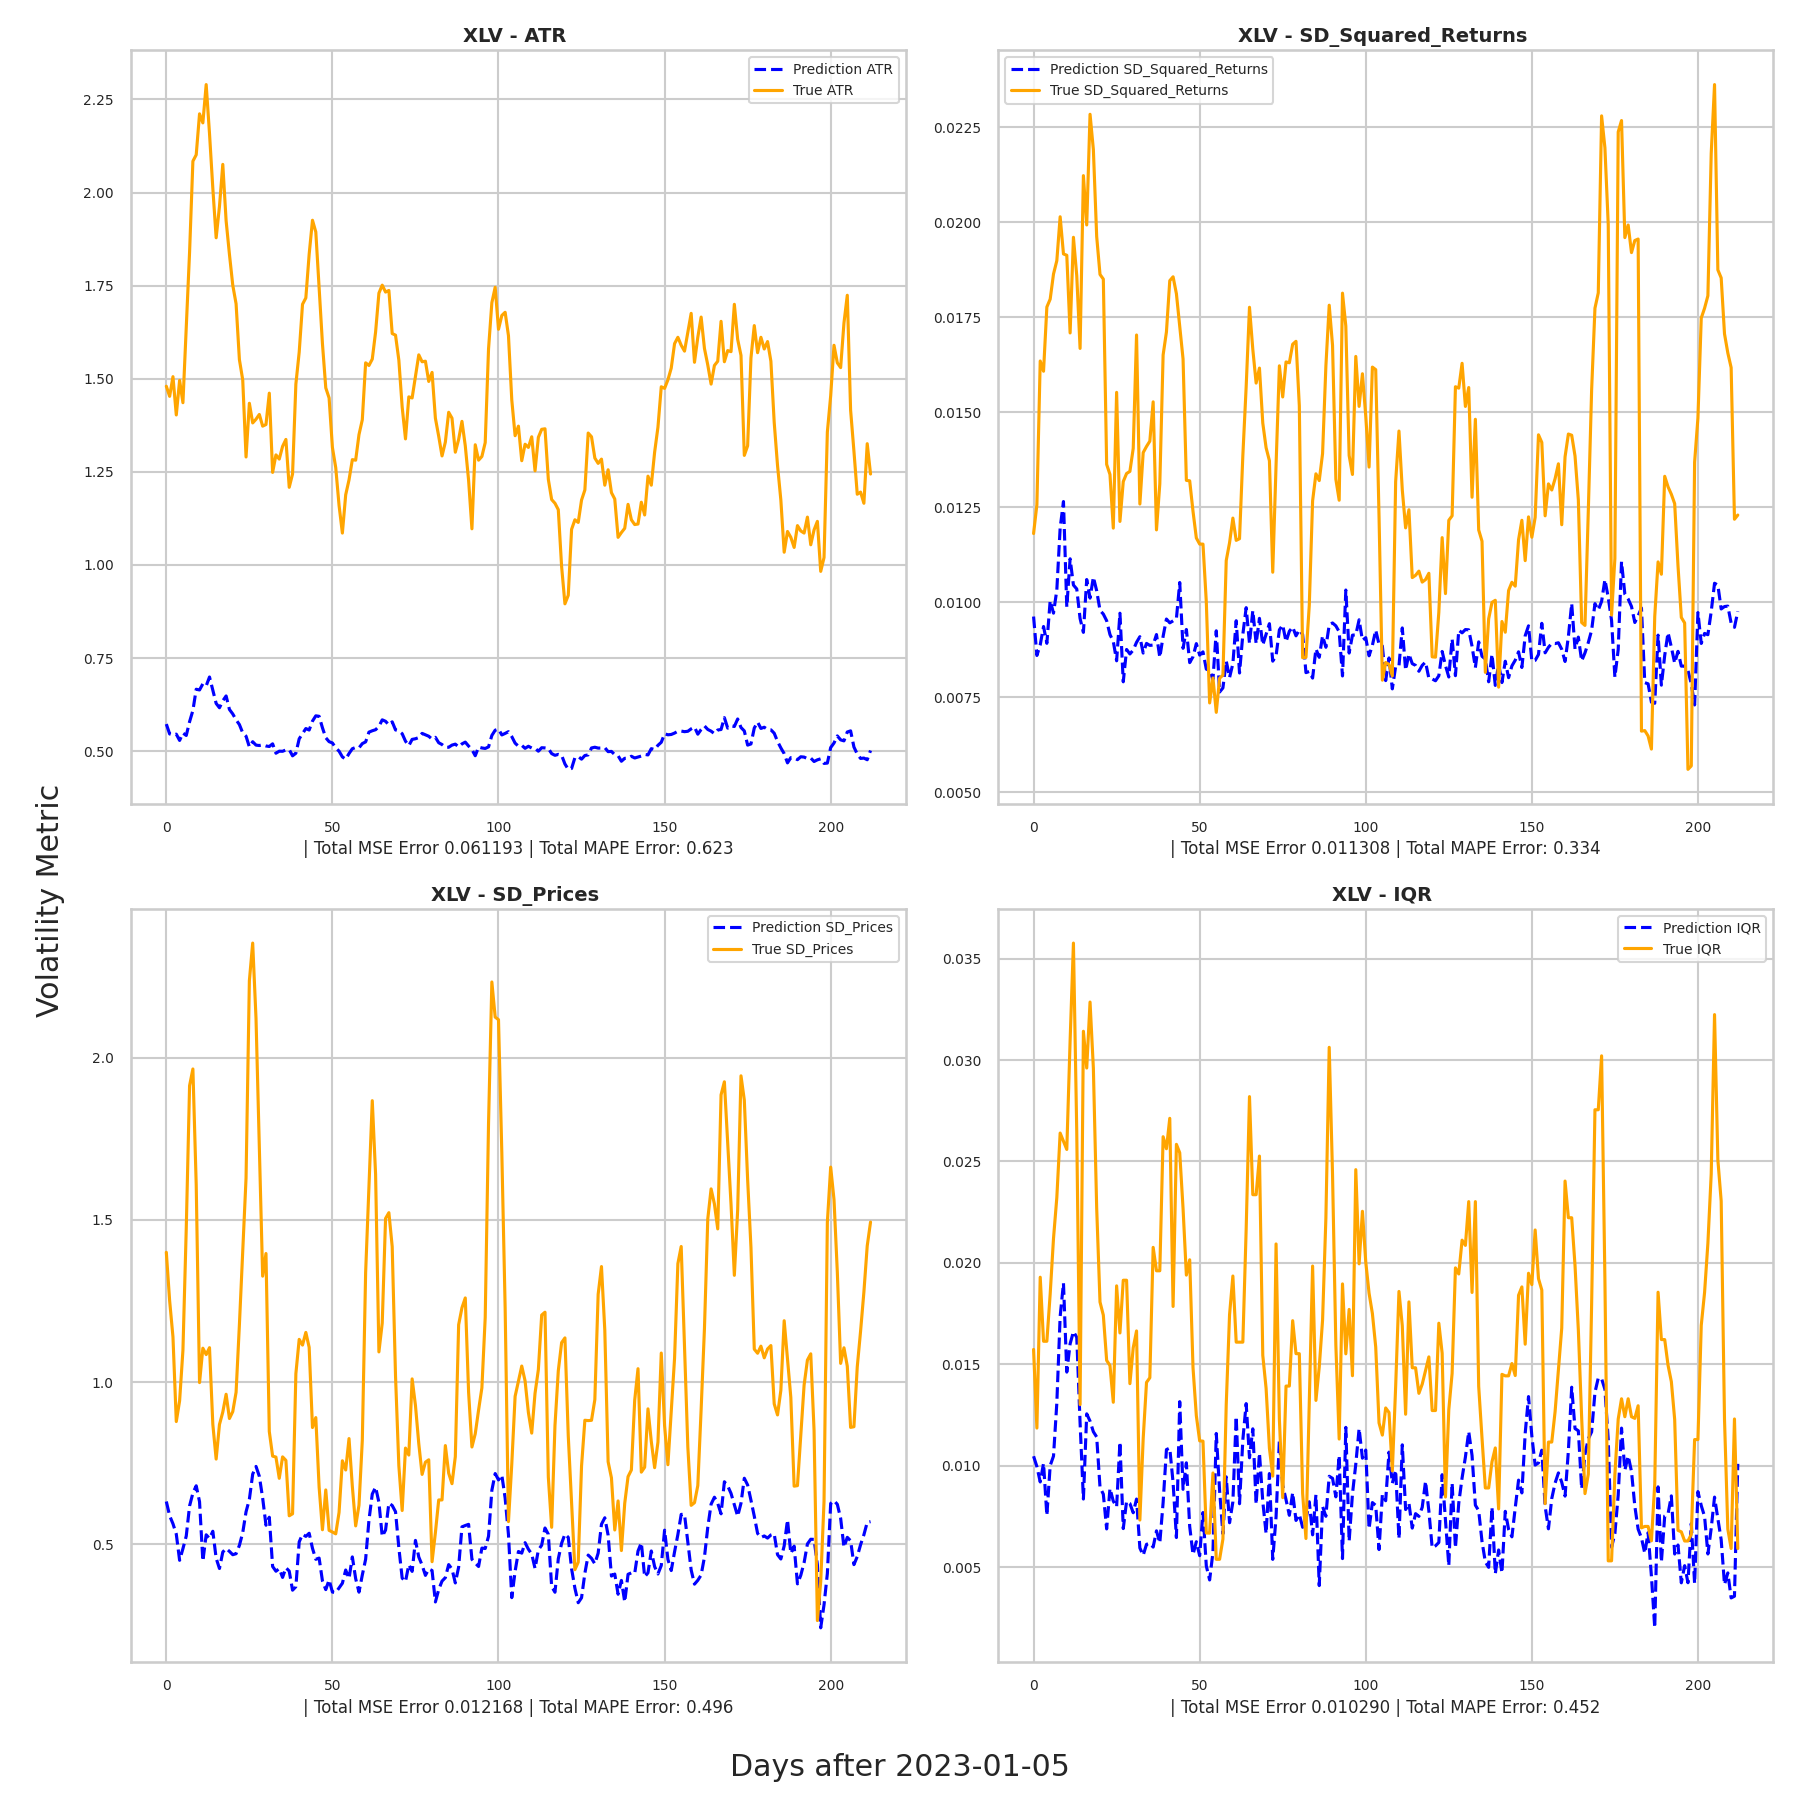 XLV - ATR
Prediction ATR
True ATR
2.25
2.00
1.75
1.50
1.25
1.00
0.75
0.50
0
50
100
150
200
| Total MSE Error 0.061193 | Total MAPE Error: 0.623
XLV - SD_Squared_Returns
Prediction SD_Squared_Returns
True SD_Squared_Returns
0.0225
0.0200
0.0175
0.0150
0.0125
0.0100
0.0075
0.0050
0
50
100
150
200
| Total MSE Error 0.011308 | Total MAPE Error: 0.334
Volatility Metric
XLV - SD_Prices
Prediction SD_Prices
True SD_Prices
2.0
1.5
1.0
0.5
0
50
100
150
200
| Total MSE Error 0.012168 | Total MAPE Error: 0.496
XLV - IQR
Prediction IQR
True IQR
0.035
0.030
0.025
0.020
0.015
0.010
0.005
0
50
100
150
200
| Total MSE Error 0.010290 | Total MAPE Error: 0.452
Days after 2023-01-05